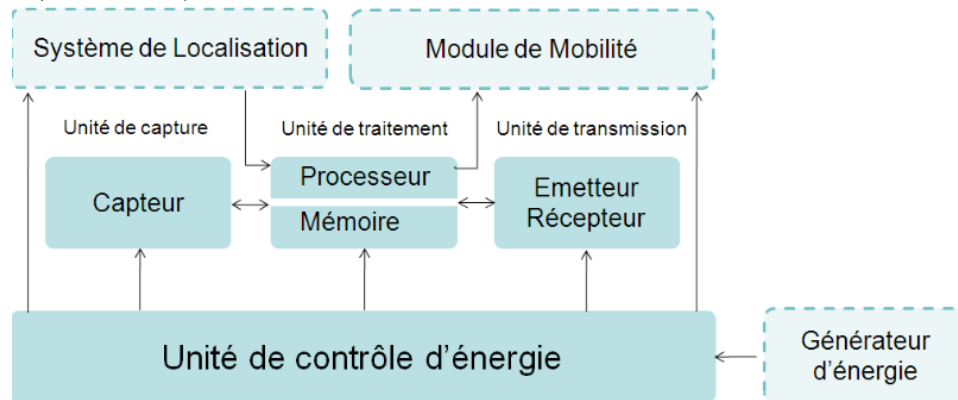 Système de Localisation
Module de Mobilité
Unité de capture
Unité de traitement
Unité de transmission
Capteur
Processeur
Mémoire
Emetteur
Récepteur
Unité de contrôle d'énergie
Générateur
d'énergie